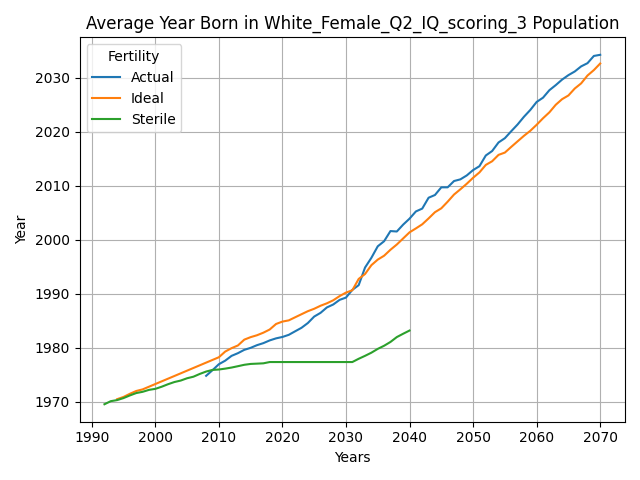 Average Year Born in White_Female_Q2_IQ_scoring_3 Population
Fertility
Actual
Ideal
Sterile
Year
2030
2020
2010
2000
1990
1980
1970
1990 2000 2010 2020 2030 2040 2050 2060 2070
Years